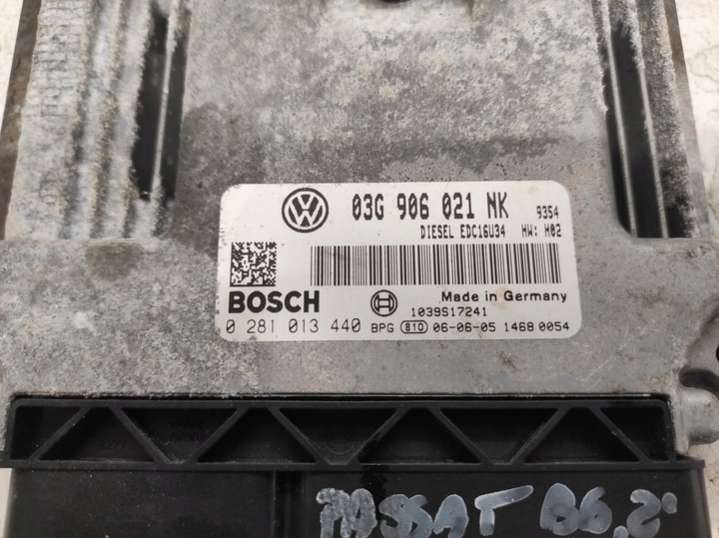 03G 906 021 NK 9354
DIESEL EDC16U34 HW: H02
BOSCH Made in Germany
1039S17241
0 281 013 440 BPG 810 06-06-05 1468 0054
PASSAT B6,2